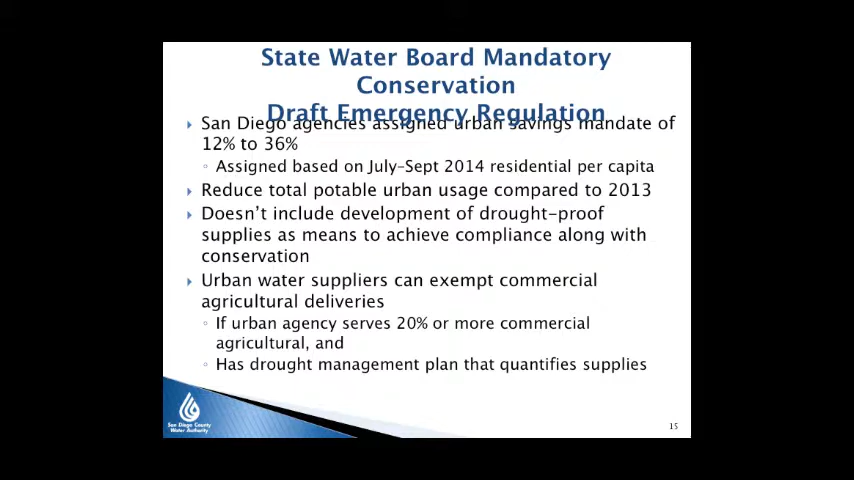 State Water Board Mandatory
Conservation
Draft Emergency Regulation
San Diego agencies assigned urban savings mandate of
12% to 36%
Assigned based on July-Sept 2014 residential per capita
Reduce total potable urban usage compared to 2013
Doesn't include development of drought-proof
supplies as means to achieve compliance along with
conservation
Urban water suppliers can exempt commercial
agricultural deliveries
If urban agency serves 20% or more commercial
agricultural, and
Has drought management plan that quantifies supplies
San Diego County
Water Authority
15